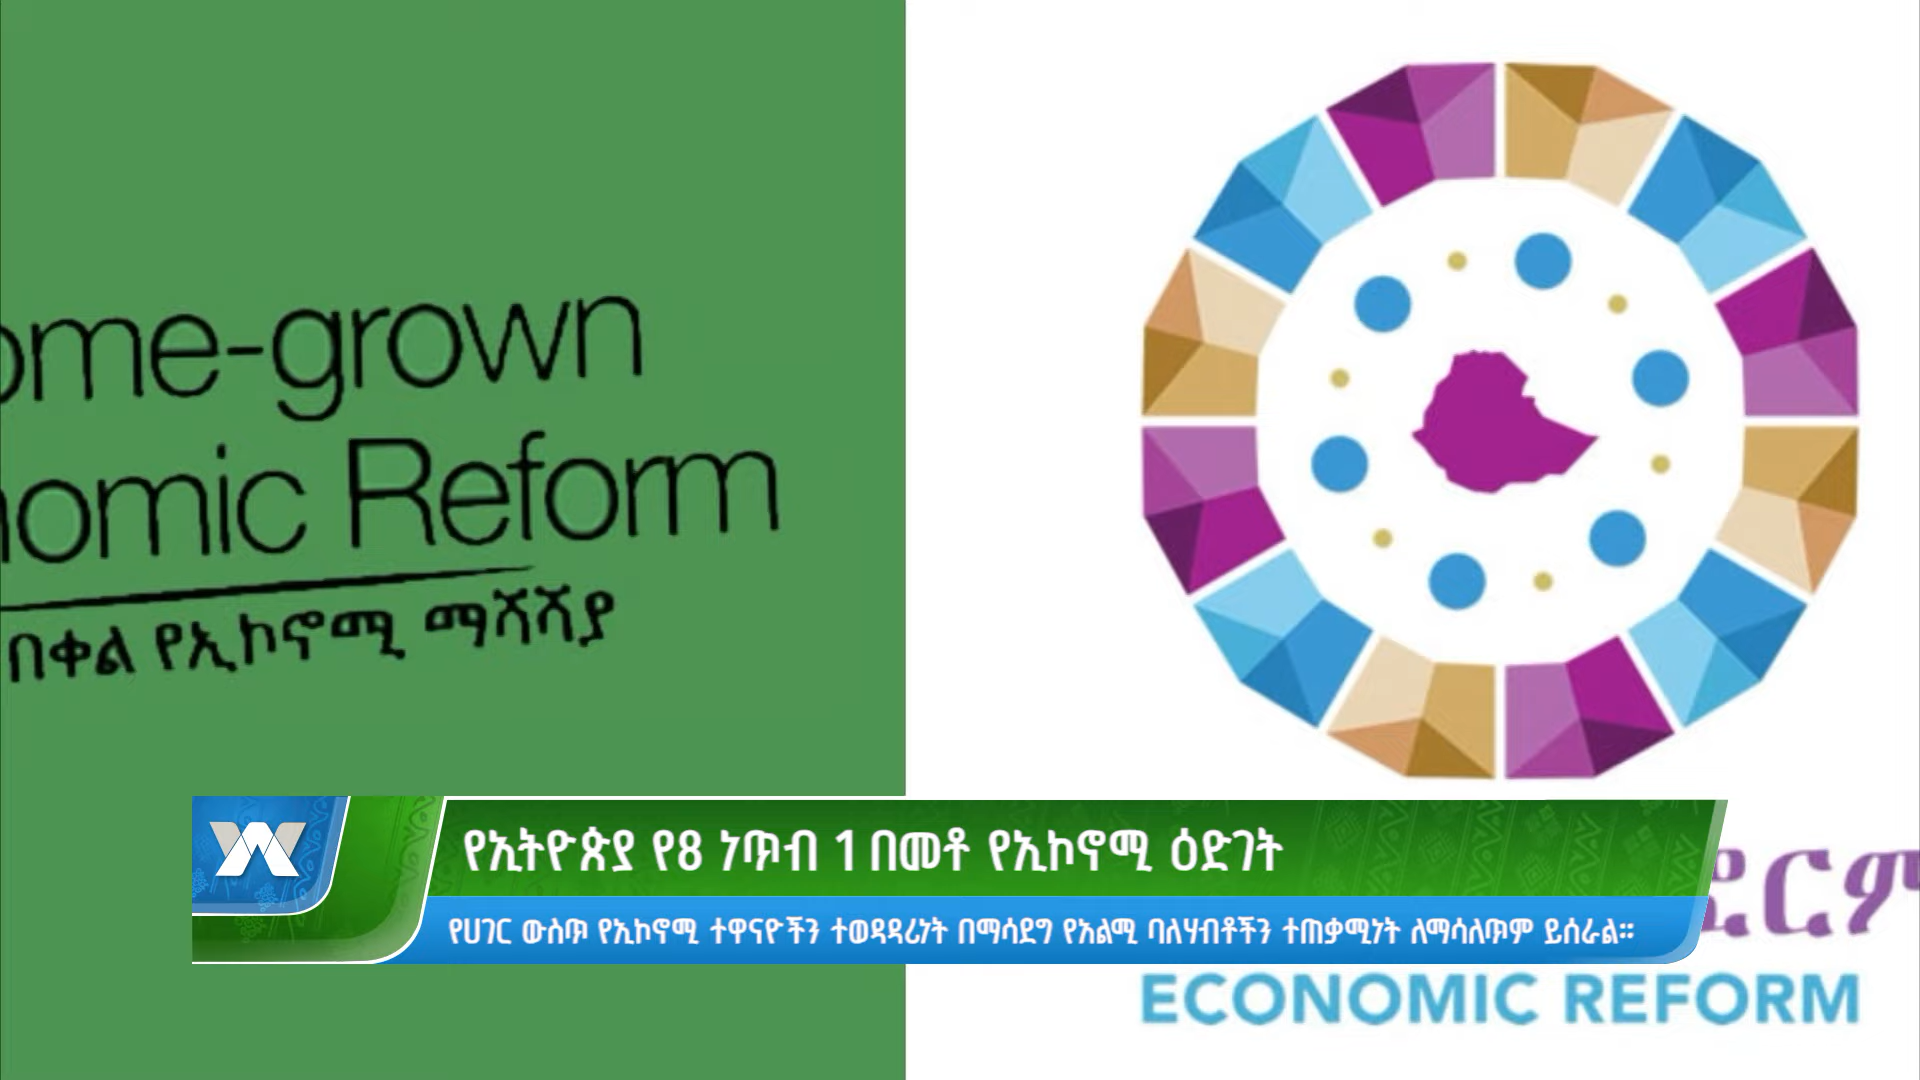 ome-grown
nomic Reform
በቀል የኢኮኖሚ ማሻሻያ
የኢትዮጵያ የ8 ነጥብ 1 በመቶ የኢኮኖሚ ዕድገት
የሀገር ውስጥ የኢኮኖሚ ተዋናዮችን ተወዳዳሪነት በማሳደግ የአልሚ ባለሃብቶችን ተጠቃሚነት ለማሳለጥም ይሰራል።
ECONOMIC REFORM